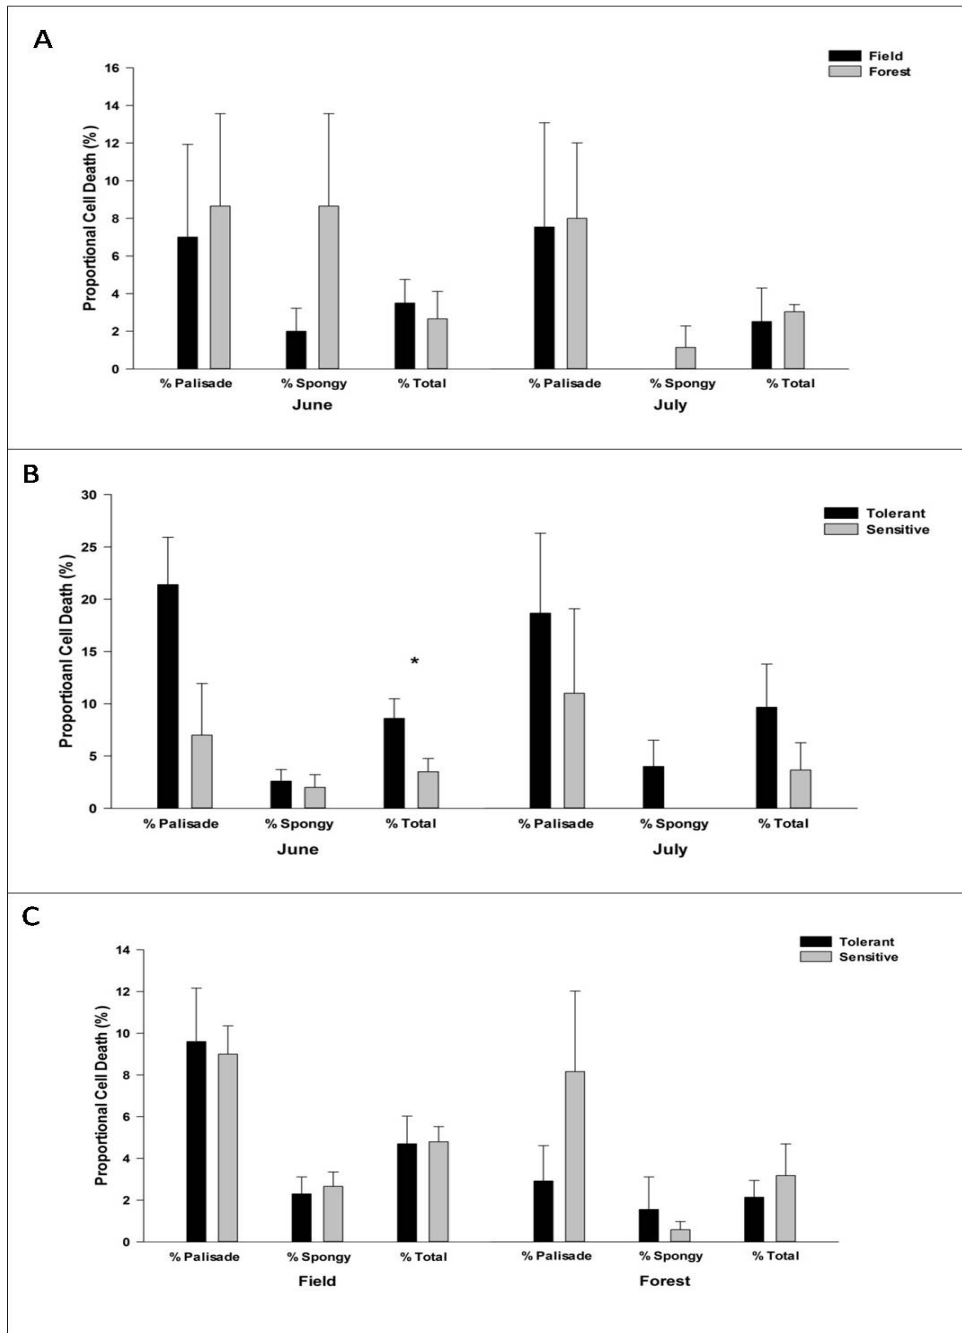 A
Field
Forest
Proportional Cell Death (%)
16
14
12
10
8
6
4
2
0
% Palisade % Spongy % Total % Palisade % Spongy % Total
June July
B
Tolerant
Sensitive
Proportioanl Cell Death (%)
30
25
20
15
10
5
0
% Palisade % Spongy % Total % Palisade % Spongy % Total
June July
*
C
Tolerant
Sensitive
Proportional Cell Death (%)
14
12
10
8
6
4
2
0
% Palisade % Spongy % Total % Palisade % Spongy % Total
Field Forest